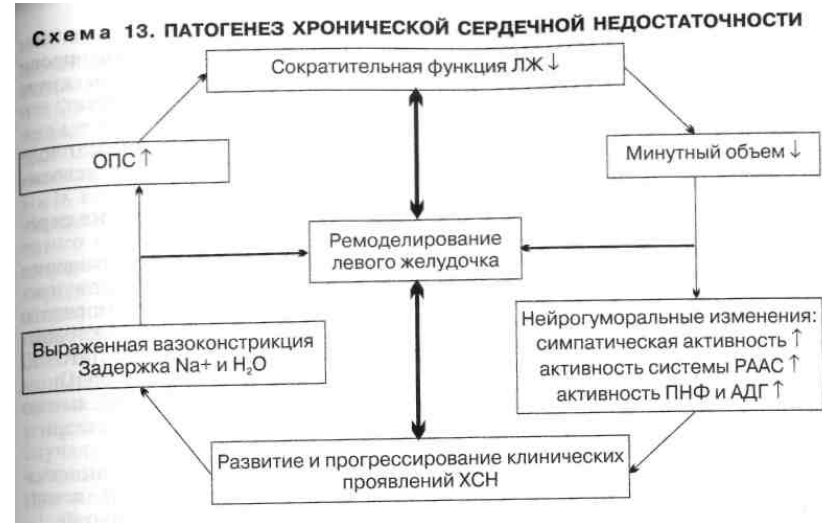 Схема 13. ПАТОГЕНЕЗ ХРОНИЧЕСКОЙ СЕРДЕЧНОЙ НЕДОСТАТОЧНОСТИ
Сократительная функция ЛЖ ↓
ОПС ↑
Минутный объем ↓
Ремоделирование
левого желудочка
Выраженная вазоконстрикция
Задержка Na+ и H₂O
Нейрогуморальные изменения:
симпатическая активность ↑
активность системы РААС ↑
активность ПНФ и АДГ ↑
Развитие и прогрессирование клинических
проявлений ХСН